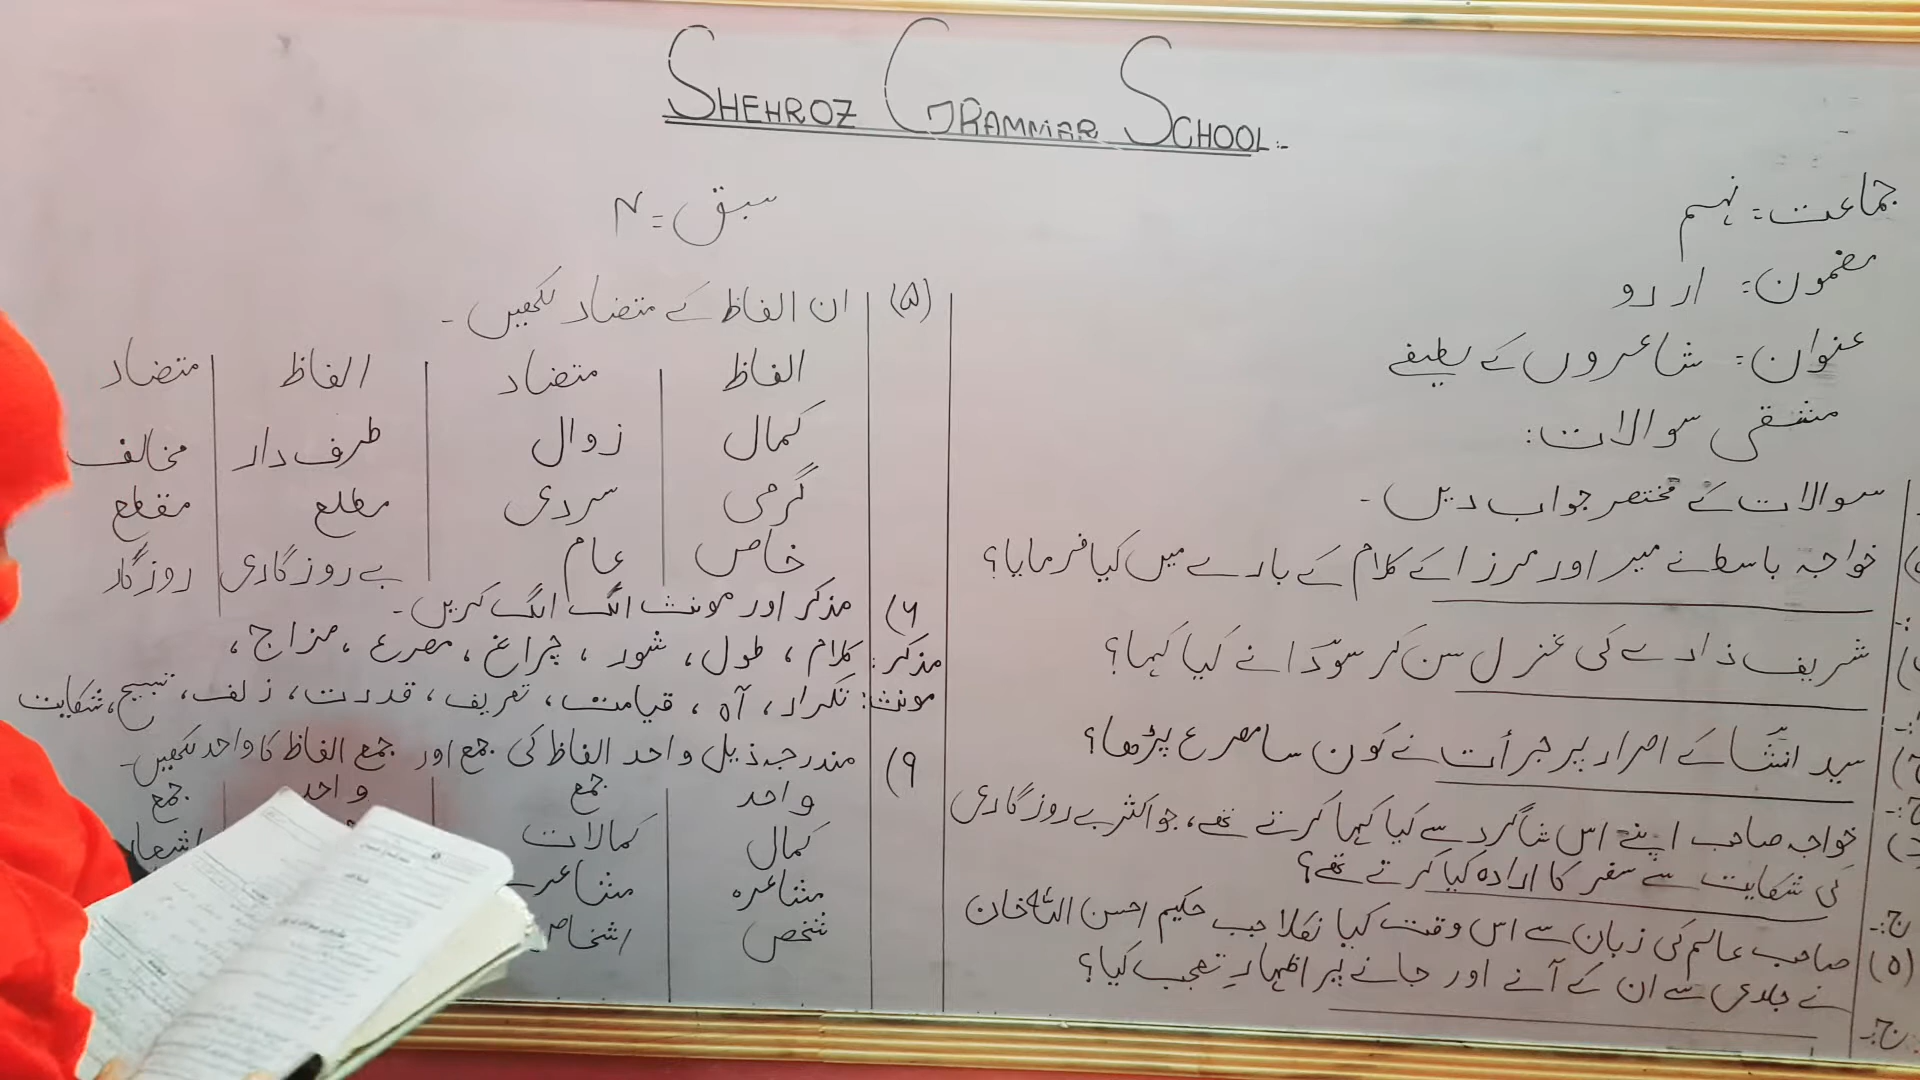 SHEHROZ GRAMMAR SCHOOL:-
جماعت: نہم
مضمون: اردو
عنوان: شاعروں کے لطیفے
مشقی سوالات:
سوالات کے مختصر جواب دیں۔
خواجہ باسط نے میر اور مرزا کے کلام کے بارے میں کیا فرمایا؟
شریف زادے کی غزل سن کر سودا نے کیا کہا؟
سید انشا کے اصرار پر جرأت نے کون سا مصرع پڑھا؟
خواجہ صاحب اپنے اس شاگرد سے کیا کہا کرتے تھے، جو اکثر بے روزگاری
کی شکایت سے سفر کا ارادہ کیا کرتے تھے؟
ج:-
(۵) صاحب عالم کی زبان سے اس وقت کیا نکلا جب حکیم احسن اللہ خان
نے جلدی سے ان کے آنے اور جانے پر اظہارِ تعجب کیا؟
ج:-
سبق = ۴
(۵) ان الفاظ کے متضاد لکھیں۔
الفاظ متضاد الفاظ متضاد
کمال زوال طرف دار مخالف
گرمی سردی مطلع مقطع
خاص عام بے روزگاری روزگار
۶) مذکر اور مونث الگ الگ کریں۔
مذکر: کلام، طول، شور، چراغ، مصرع، مزاج،
مونث: تکرار، آہ، قیامت، تعریف، قدرت، زلف، تسبیح، شکایت
۹) مندرجہ ذیل واحد الفاظ کی جمع اور جمع الفاظ کا واحد لکھیں۔
واحد جمع واحد جمع
کمال کمالات
مشاعرہ
شخص